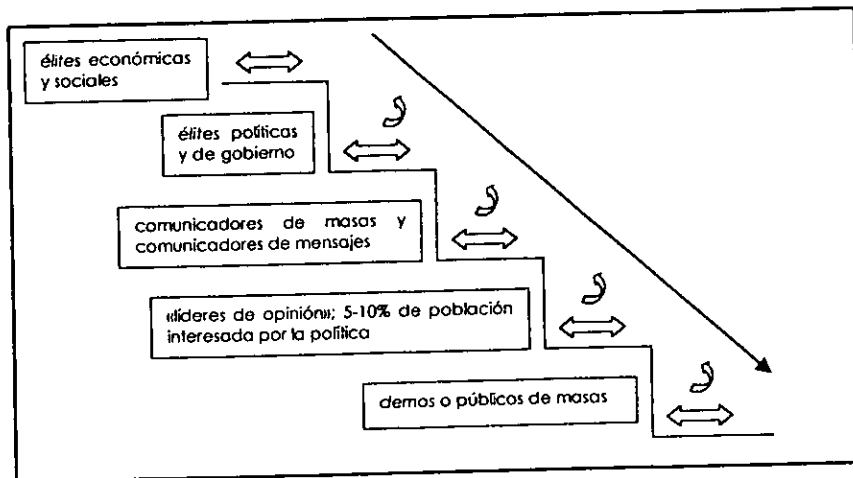 élites económicas
y sociales
élites políticas
y de gobierno
comunicadores de masas y
comunicadores de mensajes
«líderes de opinión»; 5-10% de población
interesada por la política
demos o públicos de masas